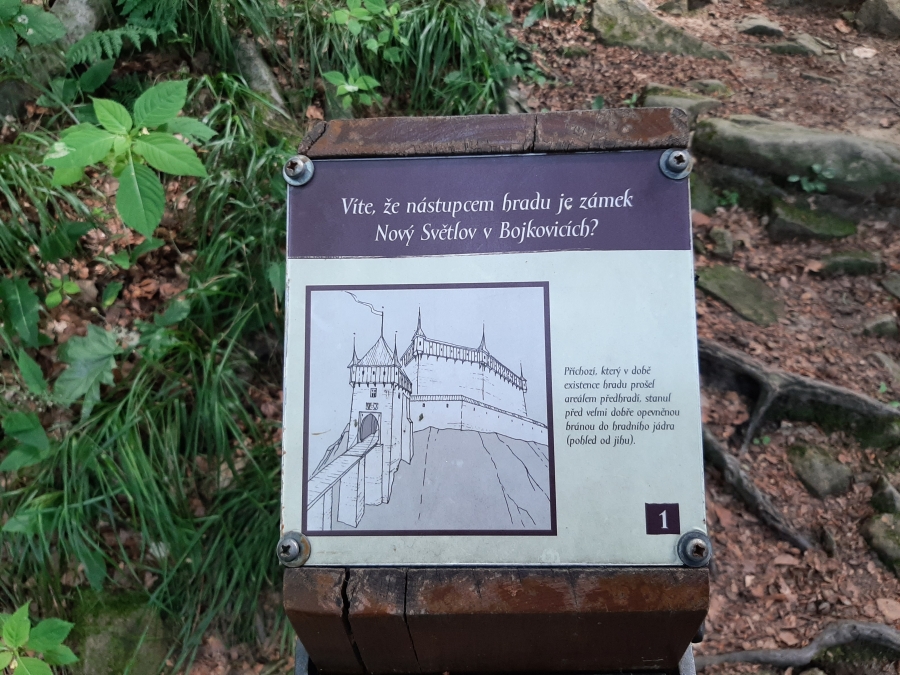 Víte, že nástupcem hradu je zámek
Nový Světlov v Bojkovicích?
Příchozí, který v době
existence hradu prošel
areálem předhradí, stanul
před velmi dobře opevněnou
bránou do hradního jádra
(pohled od jihu).
1